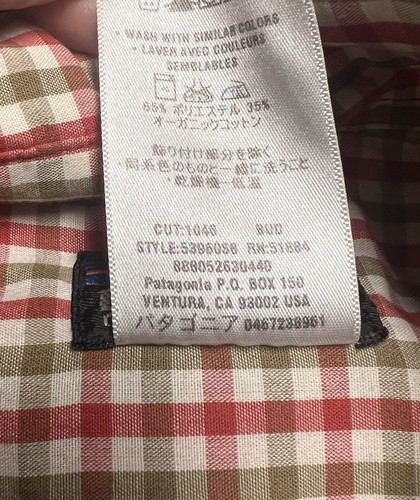 • WASH WITH SIMILAR COLORS
• LAVER AVEC COULEURS
SEMBLABLES
65% ポリエステル 35%
オーガニックコットン
飾り付け部分を除く
・同系色のものと一緒に洗うこと
・乾燥機一低温
CUT:1046 SUD
STYLE:53960S8 RN:51884
Patagonia P.O. BOX 150
VENTURA, CA 93002 USA
パタゴニア 0467238961